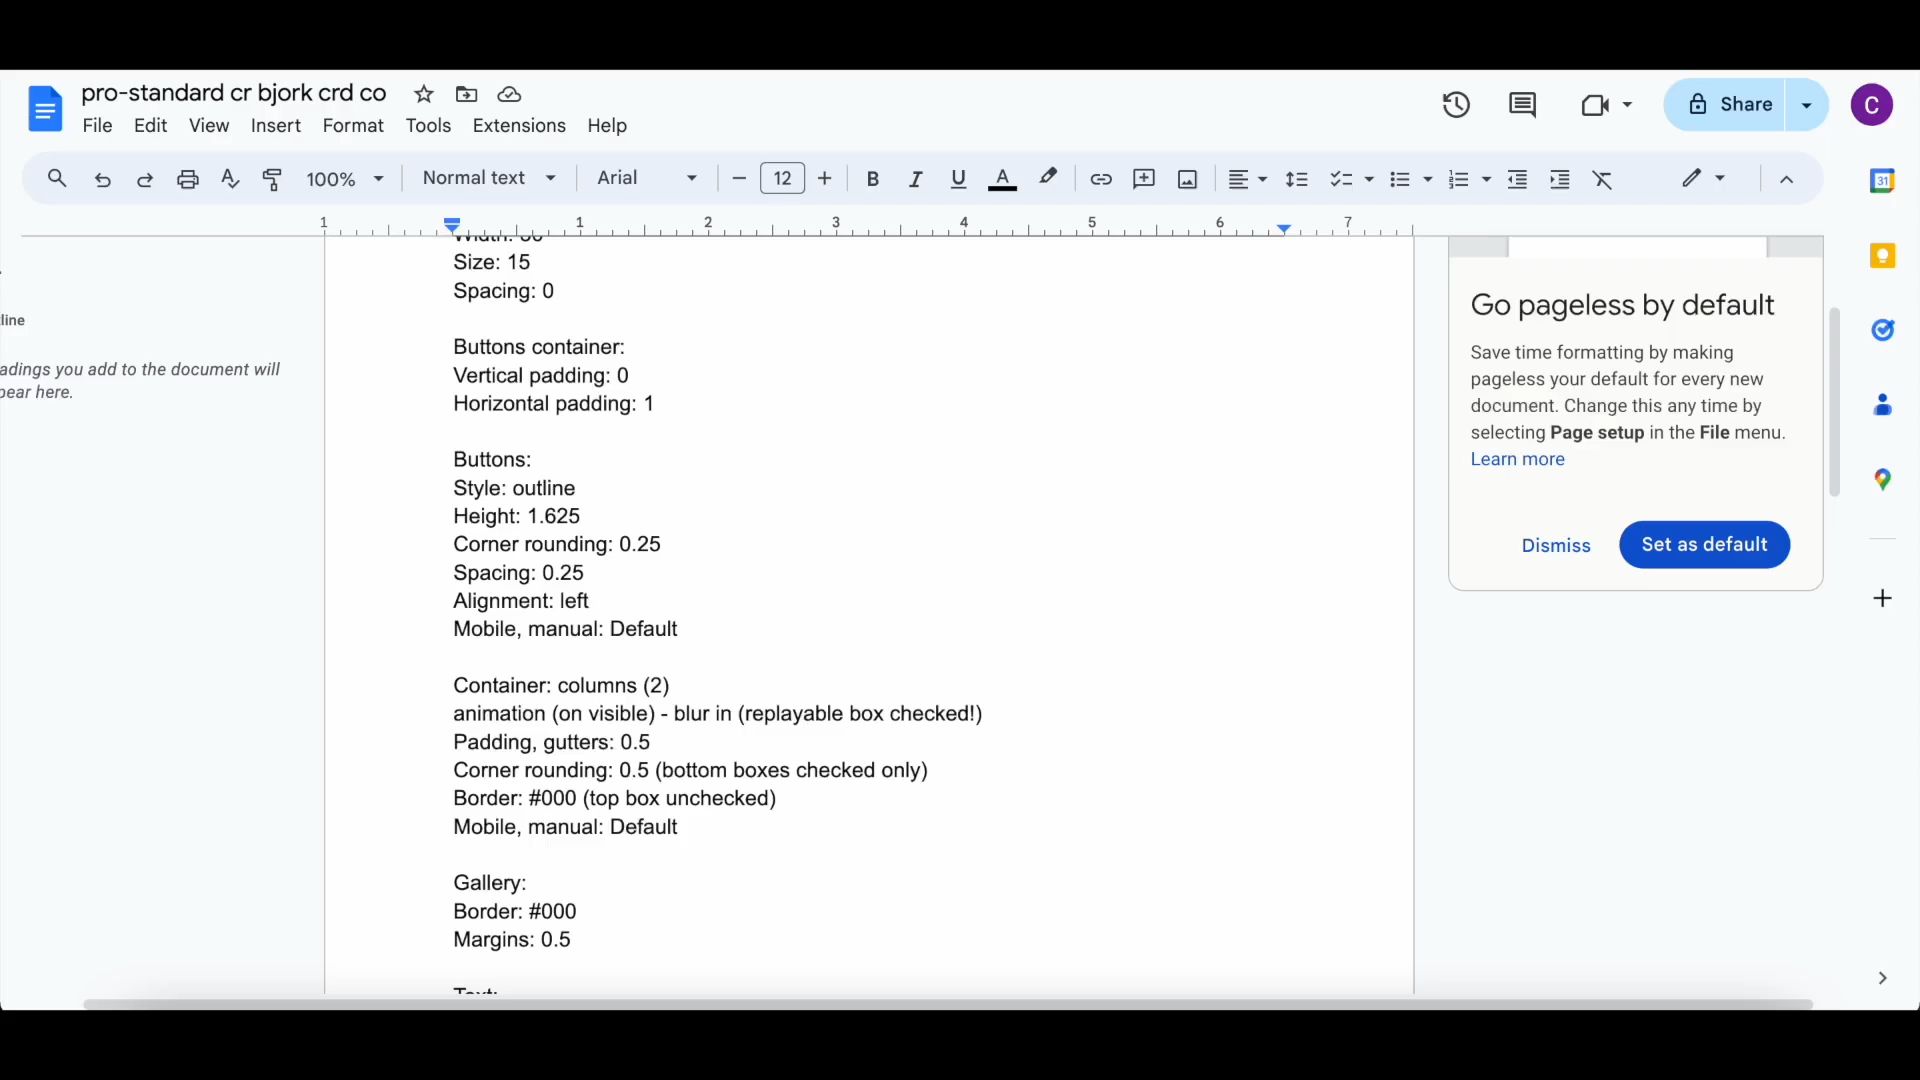 pro-standard cr bjork crd co
File Edit View Insert Format Tools Extensions Help
Share
C
100% Normal text Arial 12 B I U A
31
1 1 2 3 4 5 6 7
Size: 15
Spacing: 0
Buttons container:
Vertical padding: 0
Horizontal padding: 1
Buttons:
Style: outline
Height: 1.625
Corner rounding: 0.25
Spacing: 0.25
Alignment: left
Mobile, manual: Default
Container: columns (2)
animation (on visible) - blur in (replayable box checked!)
Padding, gutters: 0.5
Corner rounding: 0.5 (bottom boxes checked only)
Border: #000 (top box unchecked)
Mobile, manual: Default
Gallery:
Border: #000
Margins: 0.5
Text:
line
adings you add to the document will
pear here.
Go pageless by default
Save time formatting by making
pageless your default for every new
document. Change this any time by
selecting Page setup in the File menu.
Learn more
Dismiss Set as default